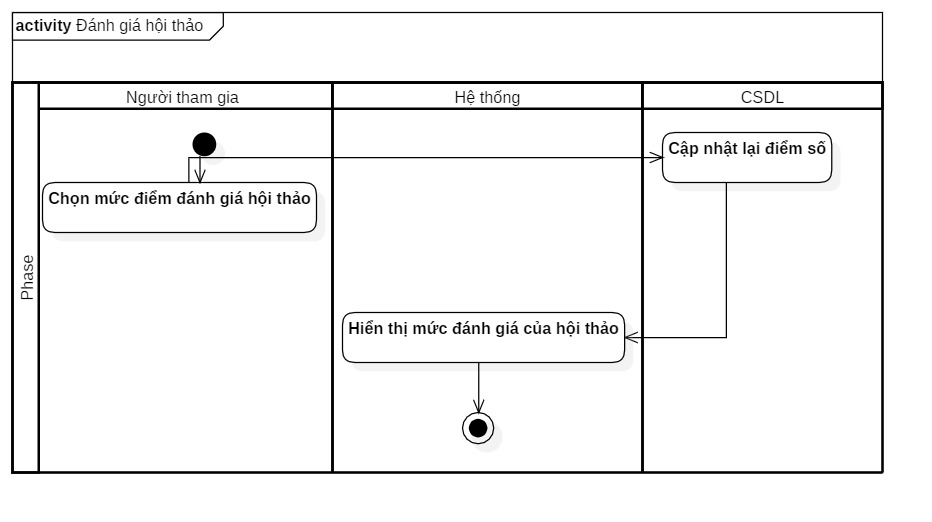 activity Đánh giá hội thảo
Người tham gia
Hệ thống
CSDL
Phase
Cập nhật lại điểm số
Chọn mức điểm đánh giá hội thảo
Hiển thị mức đánh giá của hội thảo